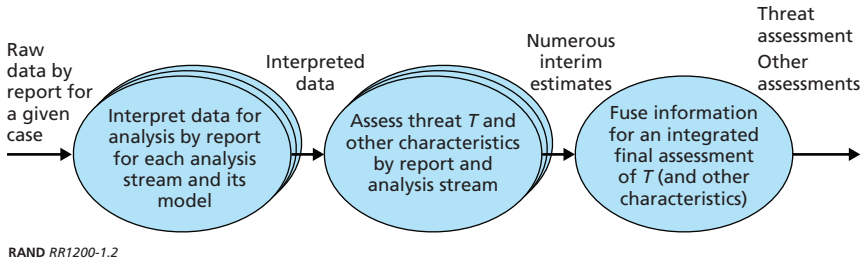 Raw
data by
report for
a given
case
Interpret data for
analysis by report
for each analysis
stream and its
model
Interpreted
data
Assess threat T and
other characteristics
by report and
analysis stream
Numerous
interim
estimates
Fuse information
for an integrated
final assessment
of T (and other
characteristics)
Threat
assessment
Other
assessments
RAND RR1200-1.2